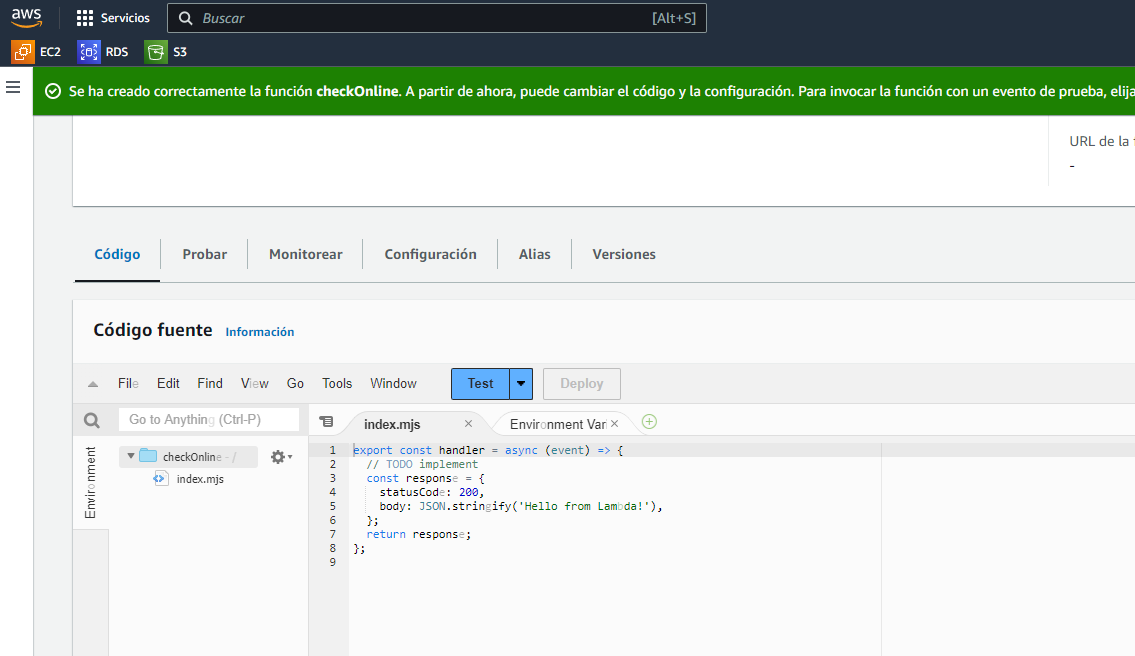 aws
Servicios
Buscar
[Alt+S]
EC2
RDS
S3
Se ha creado correctamente la función checkOnline. A partir de ahora, puede cambiar el código y la configuración. Para invocar la función con un evento de prueba, elija
URL de la
-
Código
Probar
Monitorear
Configuración
Alias
Versiones
Código fuente
Información
File
Edit
Find
View
Go
Tools
Window
Test
Deploy
Go to Anything (Ctrl-P)
index.mjs
Environment Vari
Environment
checkOnline - /
index.mjs
1 export const handler = async (event) => {
2 // TODO implement
3 const response = {
4 statusCode: 200,
5 body: JSON.stringify('Hello from Lambda!'),
6 };
7 return response;
8 };
9